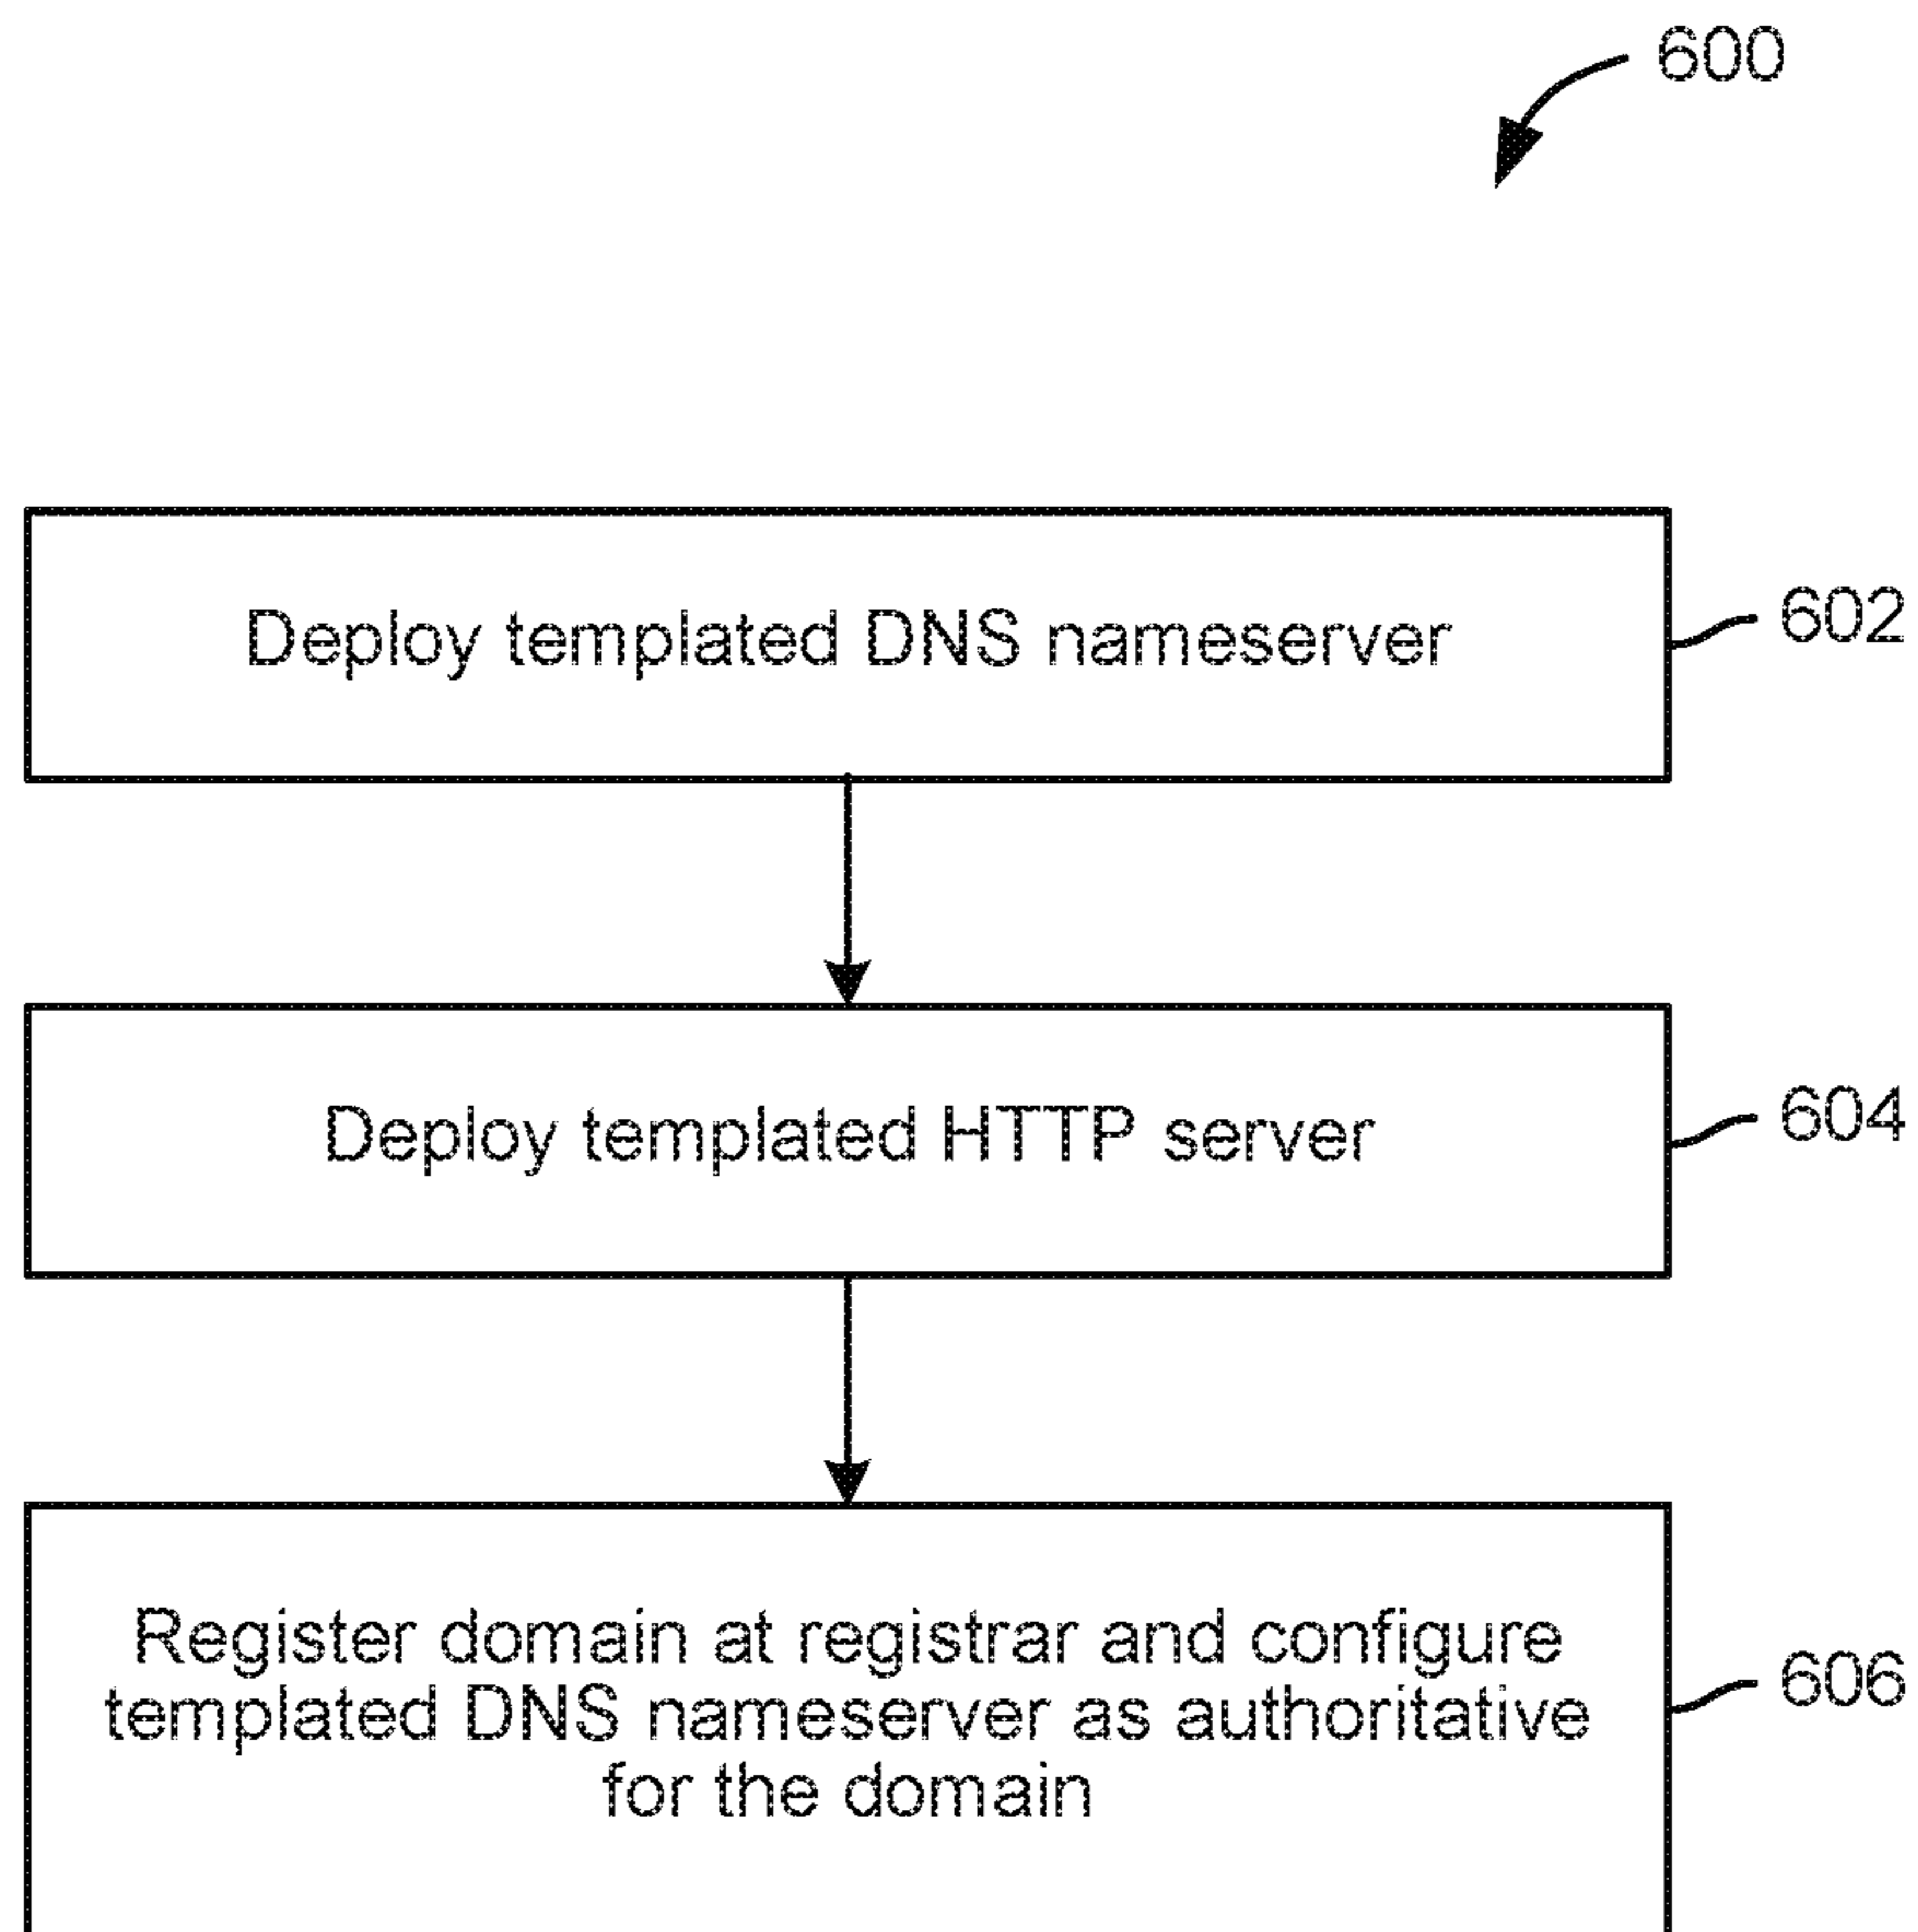 600
Deploy templated DNS nameserver
602
Deploy templated HTTP server
604
Register domain at registrar and configure
templated DNS nameserver as authoritative
for the domain
606